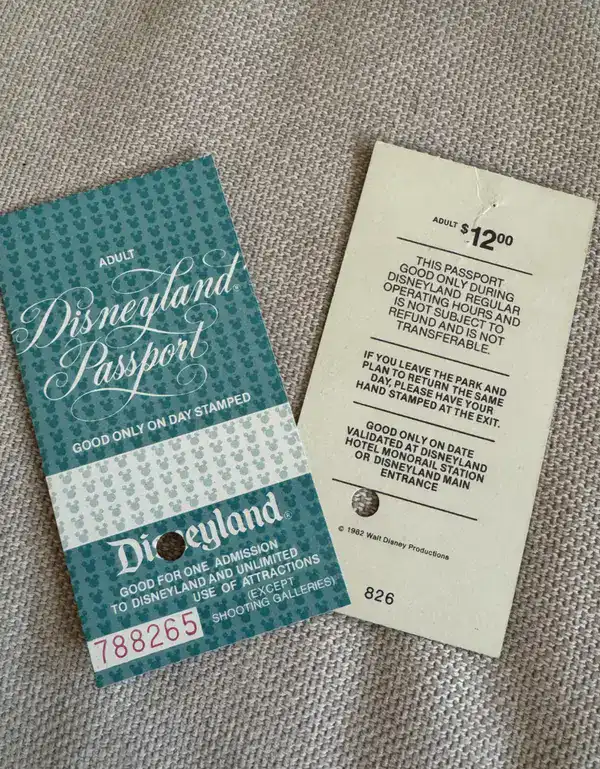 ADULT
Disneyland®
Passport
GOOD ONLY ON DAY STAMPED
Disneyland®
GOOD FOR ONE ADMISSION
TO DISNEYLAND AND UNLIMITED
USE OF ATTRACTIONS
(EXCEPT
SHOOTING GALLERIES)
788265
ADULT $1200
THIS PASSPORT
GOOD ONLY DURING
DISNEYLAND REGULAR
OPERATING HOURS AND
IS NOT SUBJECT TO
REFUND AND IS NOT
TRANSFERABLE.
IF YOU LEAVE THE PARK AND
PLAN TO RETURN THE SAME
DAY, PLEASE HAVE YOUR
HAND STAMPED AT THE EXIT.
GOOD ONLY ON DATE
VALIDATED AT DISNEYLAND
HOTEL MONORAIL STATION
OR DISNEYLAND MAIN
ENTRANCE
© 1982 Walt Disney Productions
826